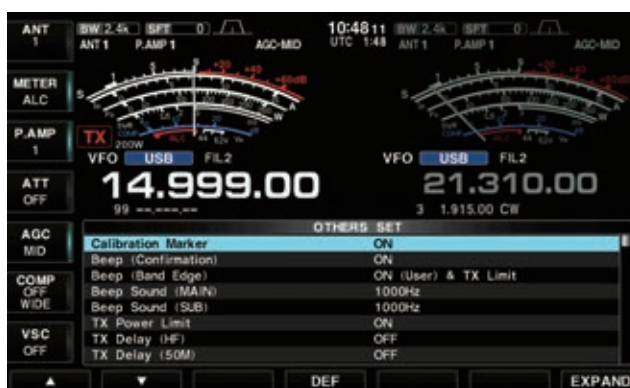 ANT
1
METER
ALC
P.AMP
1
ATT
OFF
AGC
MID
COMP
OFF
WIDE
VSC
OFF
BW 2.4k SFT 0
ANT 1 P.AMP 1 AGC-MID
10:48 11
UTC 1:48
BW 2.4k SFT 0
ANT 1 P.AMP 1 AGC-MID
S +20 +40 +60dB
TX 200W
VFO USB FIL2
14.999.00
99 --.---.--
VFO USB FIL2
21.310.00
3 1.915.00 CW
OTHERS SET
Calibration Marker ON
Beep (Confirmation) ON
Beep (Band Edge) ON (User) & TX Limit
Beep Sound (MAIN) 1000Hz
Beep Sound (SUB) 1000Hz
TX Power Limit ON
TX Delay (HF) OFF
TX Delay (50M) OFF
▲ ▼ DEF EXPAND